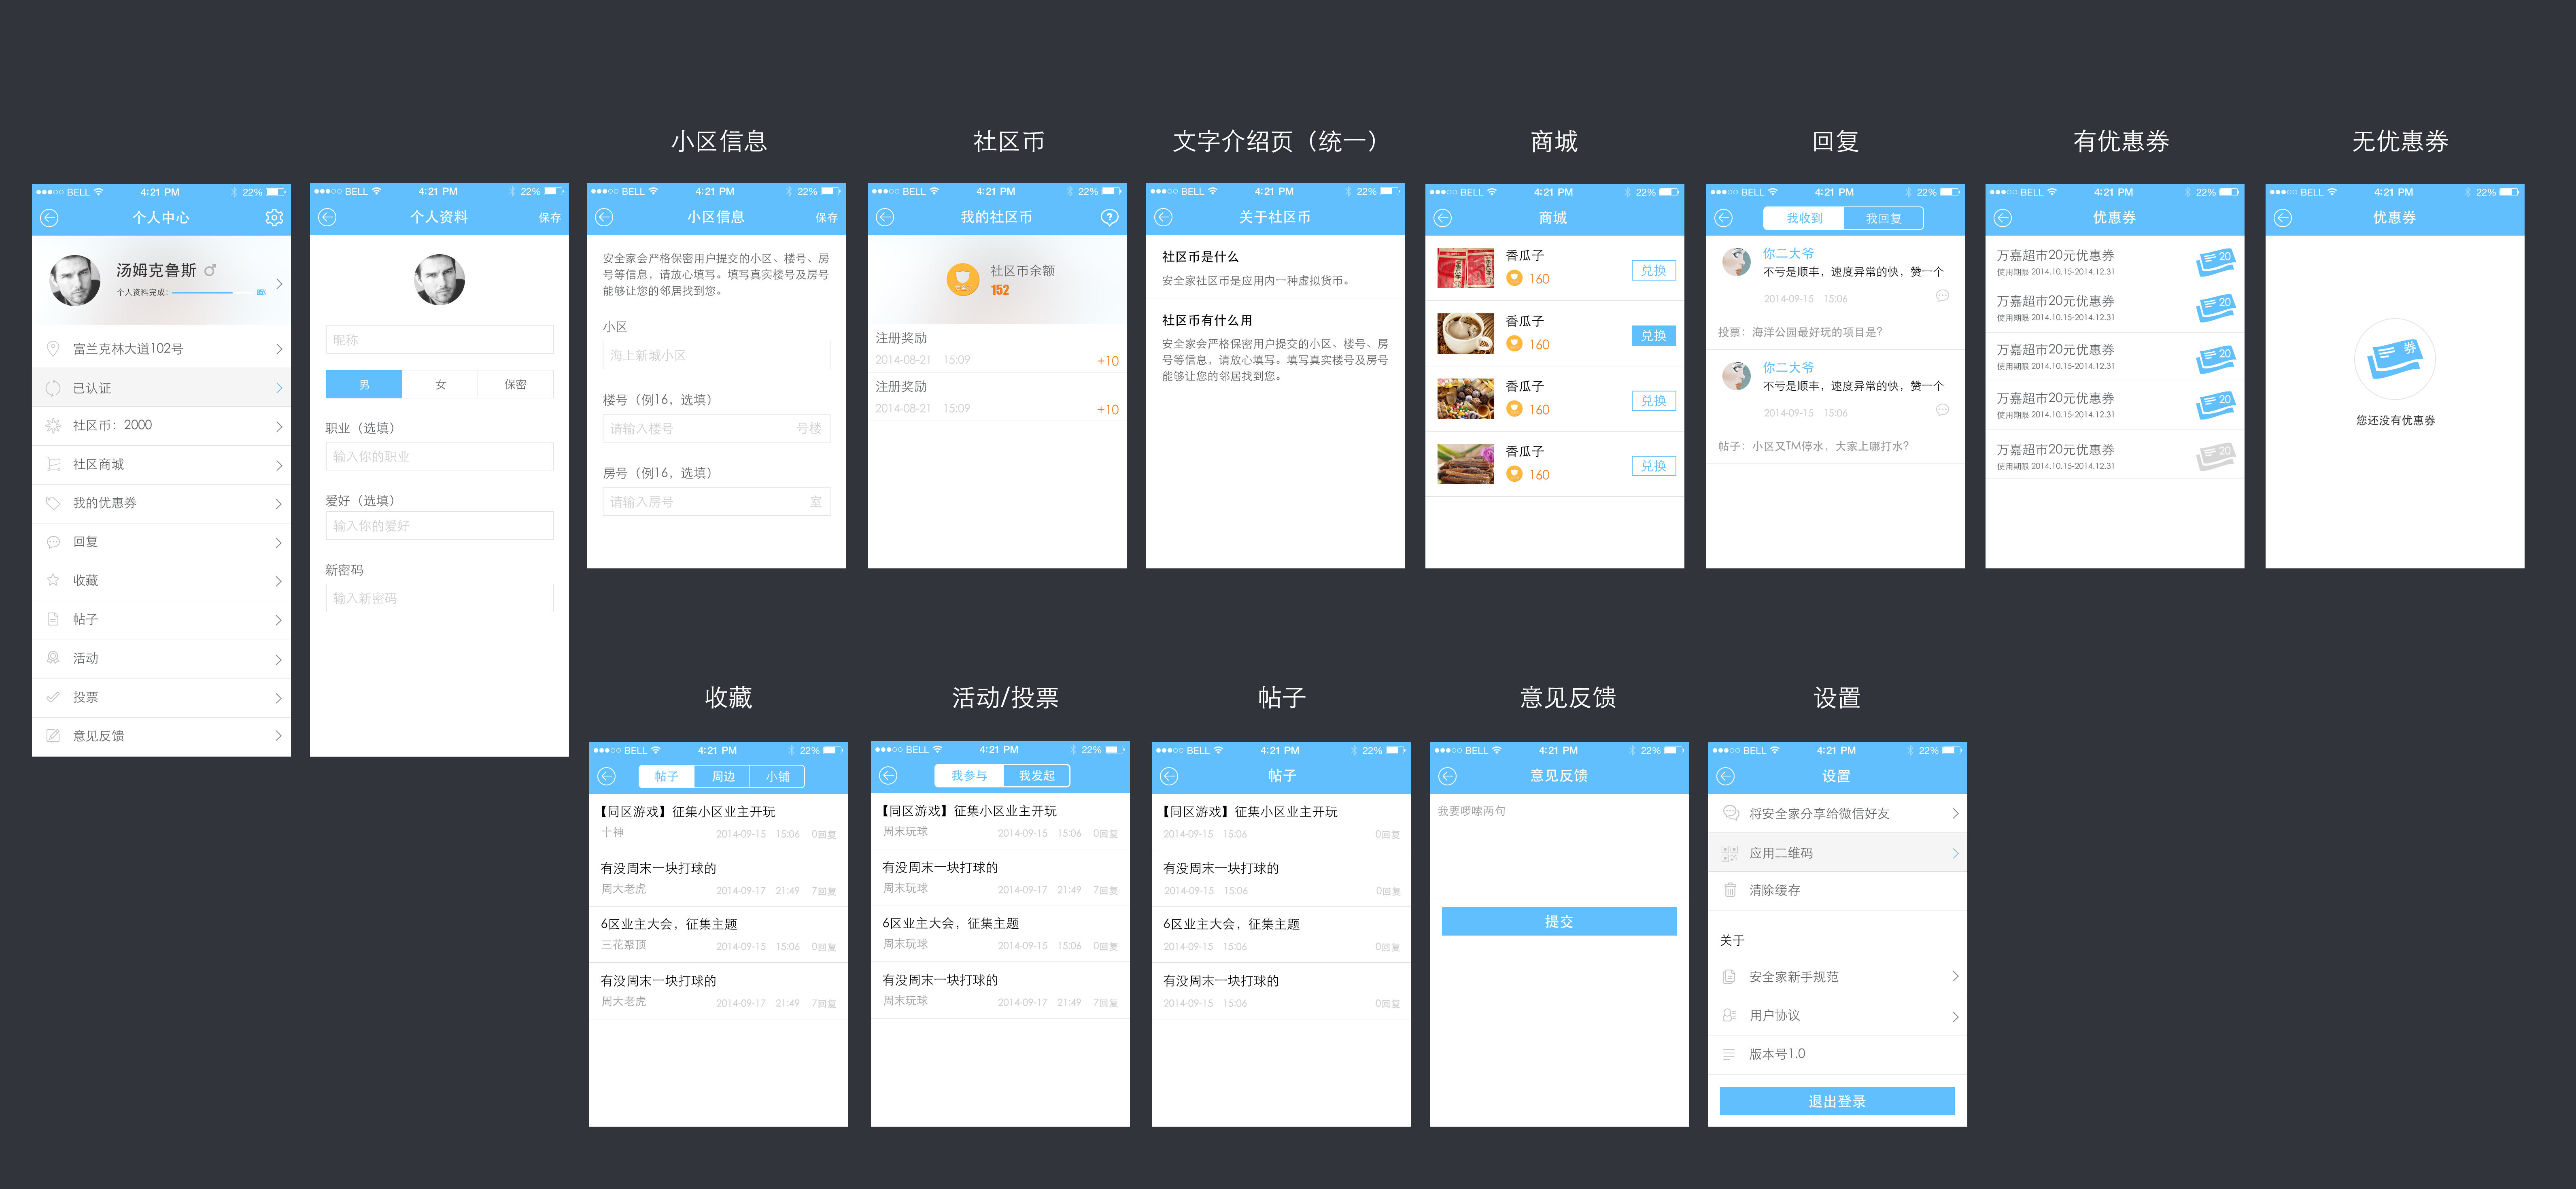 小区信息
社区币
文字介绍页（统一）
商城
回复
有优惠券
无优惠券
BELL 4:21 PM 22%
个人中心
汤姆克鲁斯
个人资料完成：
富兰克林大道102号
已认证
社区币：2000
社区商城
我的优惠券
回复
收藏
帖子
活动
投票
意见反馈
BELL 4:21 PM 22%
个人资料 保存
昵称
男 女 保密
职业（选填）
输入你的职业
爱好（选填）
输入你的爱好
新密码
输入新密码
BELL 4:21 PM 22%
小区信息 保存
安全家会严格保密用户提交的小区、楼号、房
号等信息，请放心填写。填写真实楼号及房号
能够让您的邻居找到您。
小区
海上新城小区
楼号（例16，选填）
请输入楼号 号楼
房号（例16，选填）
请输入房号 室
BELL 4:21 PM 22%
我的社区币 ?
社区币余额
152
注册奖励
2014-08-21 15:09 +10
注册奖励
2014-08-21 15:09 +10
BELL 4:21 PM 22%
关于社区币
社区币是什么
安全家社区币是应用内一种虚拟货币。
社区币有什么用
安全家会严格保密用户提交的小区、楼号、房
号等信息，请放心填写。填写真实楼号及房号
能够让您的邻居找到您。
BELL 4:21 PM 22%
商城
香瓜子
160 兑换
香瓜子
160 兑换
香瓜子
160 兑换
香瓜子
160 兑换
BELL 4:21 PM 22%
我收到 我回复
你二大爷
不亏是顺丰，速度异常的快，赞一个
2014-09-15 15:06
投票：海洋公园最好玩的项目是?
你二大爷
不亏是顺丰，速度异常的快，赞一个
2014-09-15 15:06
帖子：小区又TM停水，大家上哪打水?
BELL 4:21 PM 22%
优惠券
万嘉超市20元优惠券 20
使用期限 2014.10.15-2014.12.31
万嘉超市20元优惠券 20
使用期限 2014.10.15-2014.12.31
万嘉超市20元优惠券 20
使用期限 2014.10.15-2014.12.31
万嘉超市20元优惠券 20
使用期限 2014.10.15-2014.12.31
万嘉超市20元优惠券 20
使用期限 2014.10.15-2014.12.31
BELL 4:21 PM 22%
优惠券
券
您还没有优惠券
收藏
活动/投票
帖子
意见反馈
设置
BELL 4:21 PM 22%
帖子 周边 小铺
【同区游戏】征集小区业主开玩
十神 2014-09-15 15:06 0回复
有没周末一块打球的
周大老虎 2014-09-17 21:49 7回复
6区业主大会，征集主题
三花聚顶 2014-09-15 15:06 0回复
有没周末一块打球的
周大老虎 2014-09-17 21:49 7回复
BELL 4:21 PM 22%
我参与 我发起
【同区游戏】征集小区业主开玩
周末玩球 2014-09-15 15:06 0回复
有没周末一块打球的
周末玩球 2014-09-17 21:49 7回复
6区业主大会，征集主题
周末玩球 2014-09-15 15:06 0回复
有没周末一块打球的
周末玩球 2014-09-17 21:49 7回复
BELL 4:21 PM 22%
帖子
【同区游戏】征集小区业主开玩
2014-09-15 15:06 0回复
有没周末一块打球的
2014-09-15 15:06 0回复
6区业主大会，征集主题
2014-09-15 15:06 0回复
有没周末一块打球的
2014-09-15 15:06 0回复
BELL 4:21 PM 22%
意见反馈
我要啰嗦两句
提交
BELL 4:21 PM 22%
设置
将安全家分享给微信好友
应用二维码
清除缓存
关于
安全家新手规范
用户协议
版本号1.0
退出登录